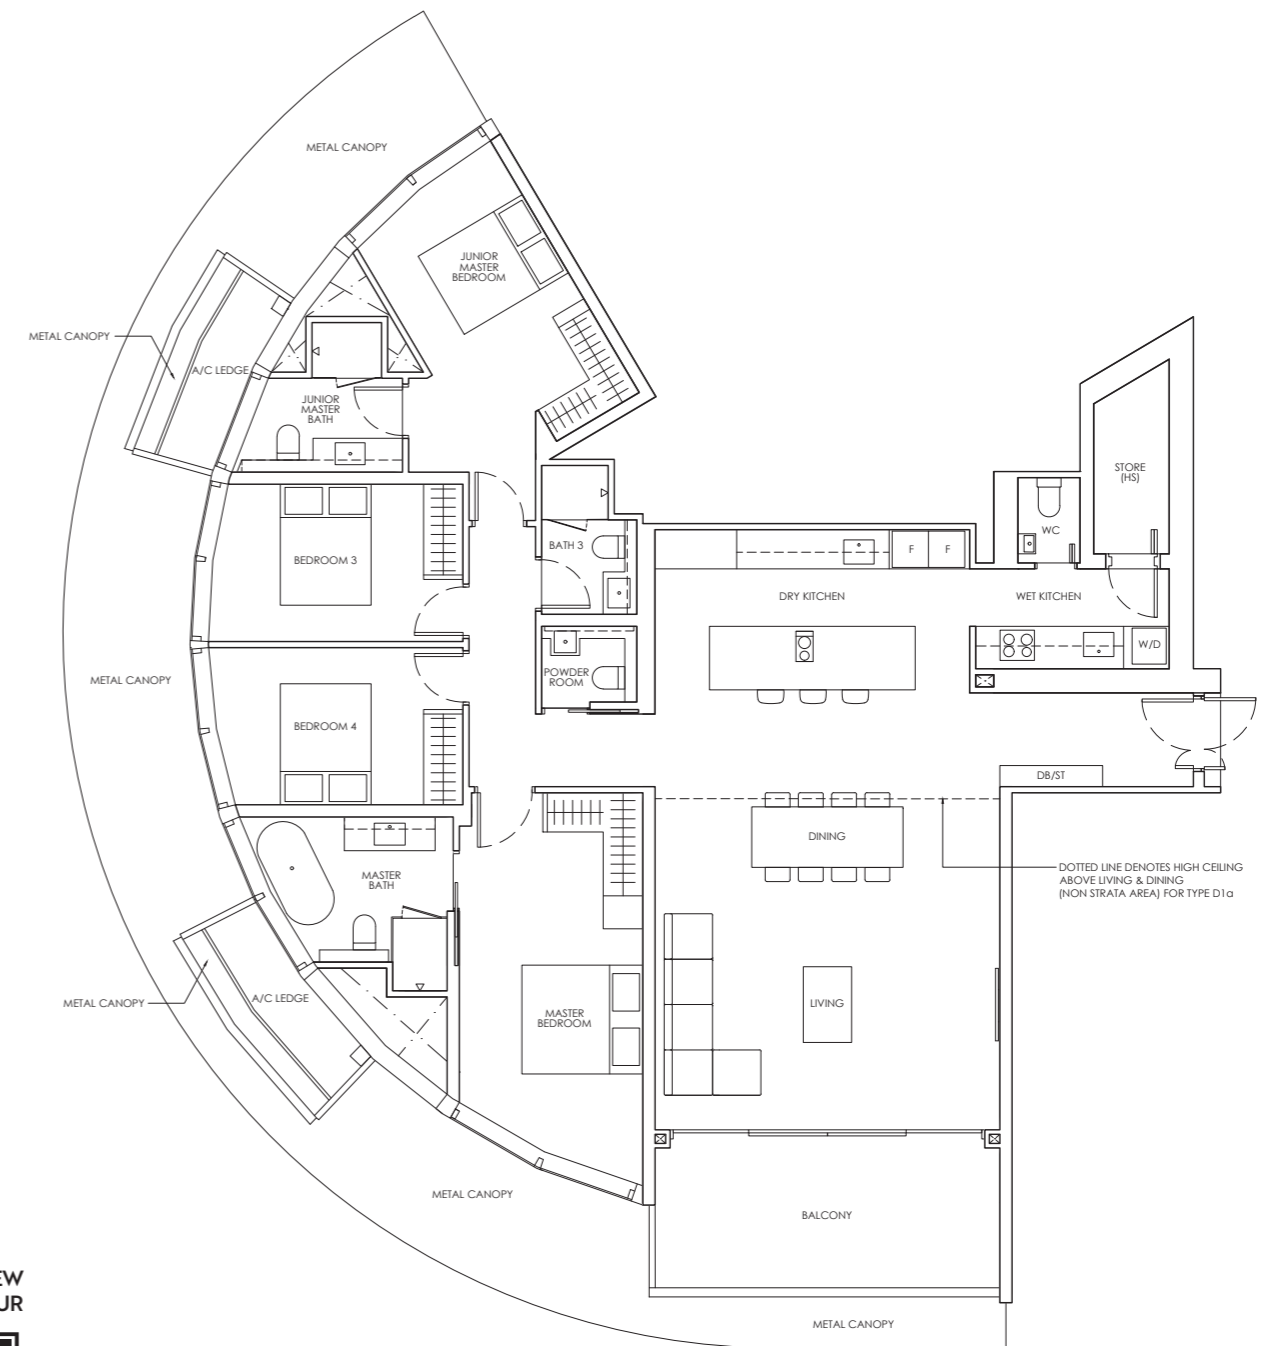 METAL CANOPY
JUNIOR
MASTER
BEDROOM
METAL CANOPY
A/C LEDGE
JUNIOR
MASTER
BATH
STORE
(HS)
WC
BATH 3
F
F
BEDROOM 3
DRY KITCHEN
WET KITCHEN
W/D
POWDER
ROOM
METAL CANOPY
BEDROOM 4
DB/ST
DINING
MASTER
BATH
DOTTED LINE DENOTES HIGH CEILING
ABOVE LIVING & DINING
(NON STRATA AREA) FOR TYPE D1a
METAL CANOPY
A/C LEDGE
LIVING
MASTER
BEDROOM
METAL CANOPY
BALCONY
METAL CANOPY
UR